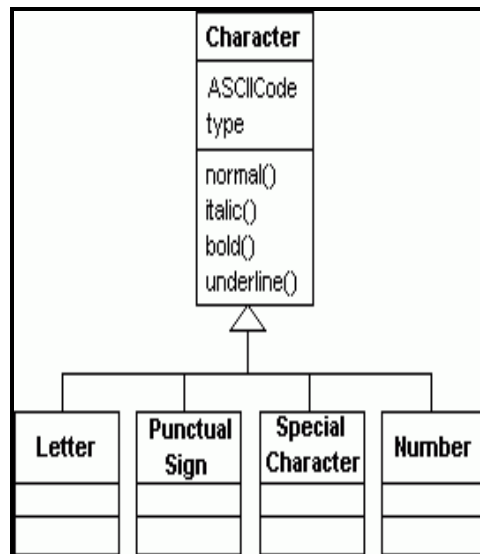 Character
ASCIICode
type
normal()
italic()
bold()
underline()
Letter
Punctual
Sign
Special
Character
Number